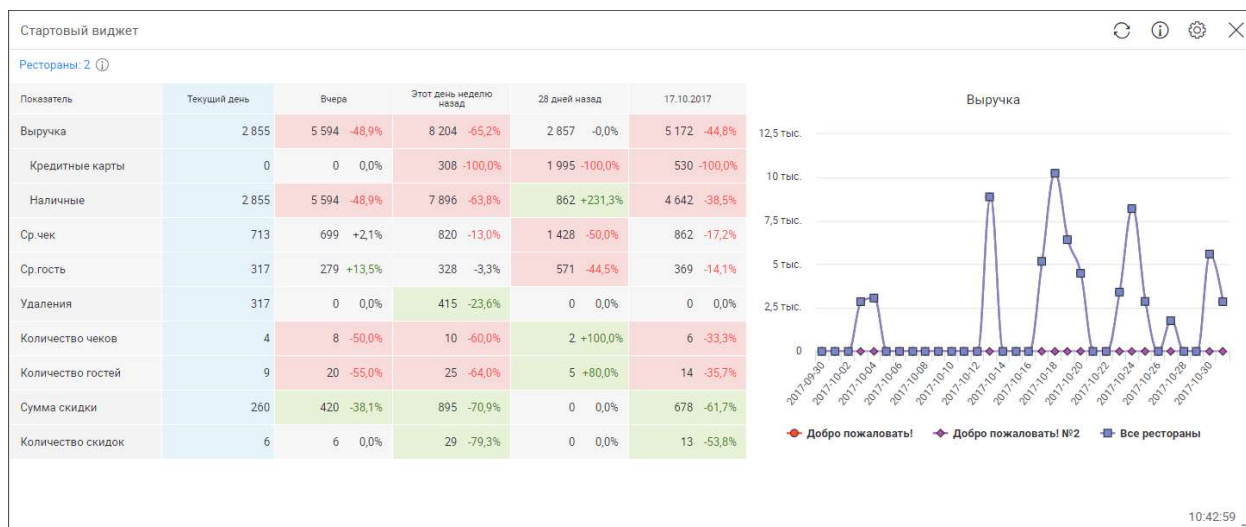 Стартовый виджет
Рестораны: 2
Показатель Текущий день Вчера Этот день неделю назад 28 дней назад 17.10.2017
Выручка 2 855 5 594 -48,9% 8 204 -65,2% 2 857 -0,0% 5 172 -44,8%
Кредитные карты 0 0 0,0% 308 -100,0% 1 995 -100,0% 530 -100,0%
Наличные 2 855 5 594 -48,9% 7 896 -63,8% 862 +231,3% 4 642 -38,5%
Ср.чек 713 699 +2,1% 820 -13,0% 1 428 -50,0% 862 -17,2%
Ср.гость 317 279 +13,5% 328 -3,3% 571 -44,5% 369 -14,1%
Удаления 317 0 0,0% 415 -23,6% 0 0,0% 0 0,0%
Количество чеков 4 8 -50,0% 10 -60,0% 2 +100,0% 6 -33,3%
Количество гостей 9 20 -55,0% 25 -64,0% 5 +80,0% 14 -35,7%
Сумма скидки 260 420 -38,1% 895 -70,9% 0 0,0% 678 -61,7%
Количество скидок 6 6 0,0% 29 -79,3% 0 0,0% 13 -53,8%
Выручка
12,5 тыс.
10 тыс.
7,5 тыс.
5 тыс.
2,5 тыс.
0
2017-09-30 2017-10-02 2017-10-04 2017-10-06 2017-10-08 2017-10-10 2017-10-12 2017-10-14 2017-10-16 2017-10-18 2017-10-20 2017-10-22 2017-10-24 2017-10-26 2017-10-28 2017-10-30
Добро пожаловать! Добро пожаловать! №2 Все рестораны
10:42:59